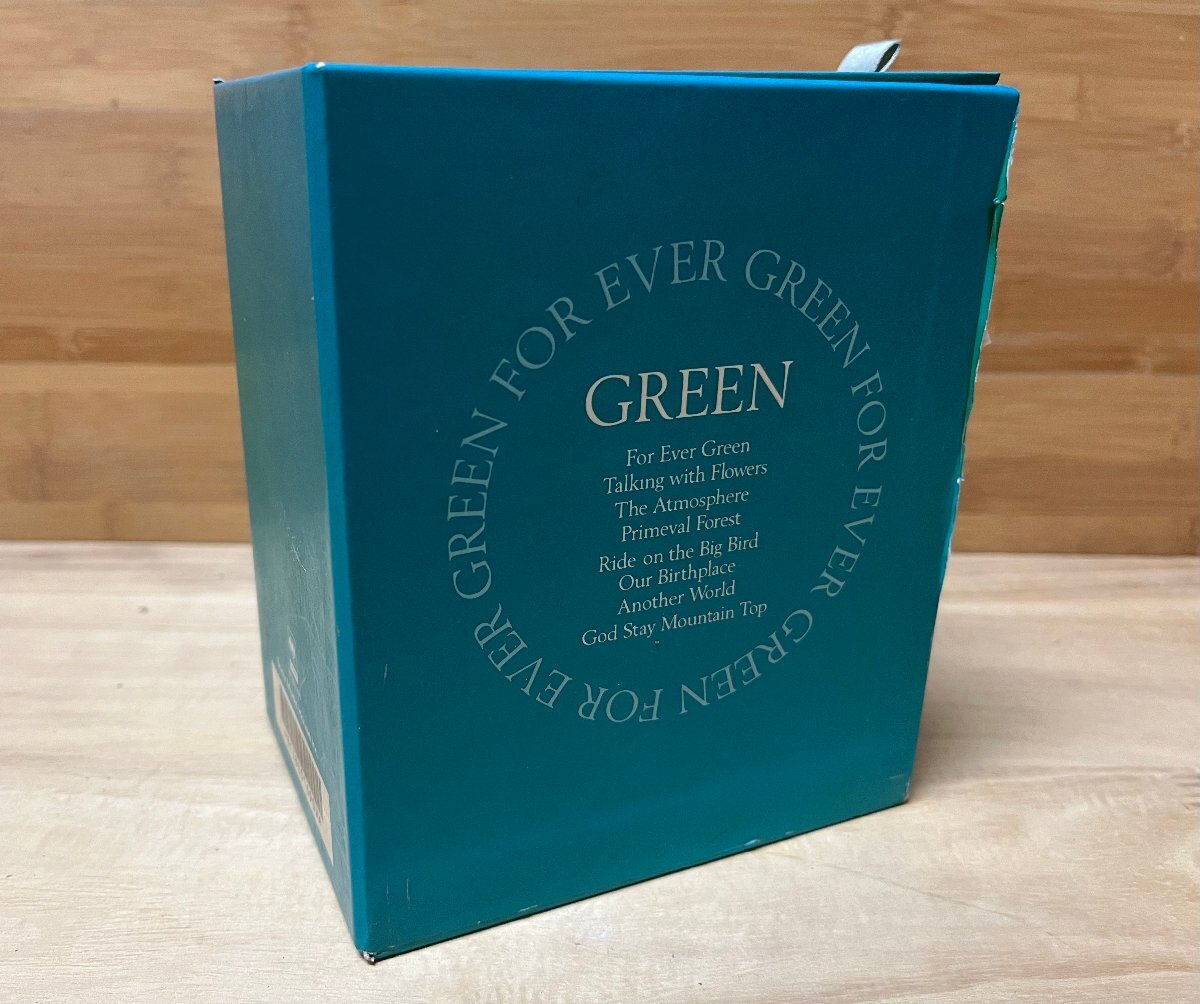 GREEN FOR EVER GREEN FOR EVER GREEN FOR EVER
GREEN
For Ever Green
Talking with Flowers
The Atmosphere
Primeval Forest
Ride on the Big Bird
Our Birthplace
Another World
God Stay Mountain Top